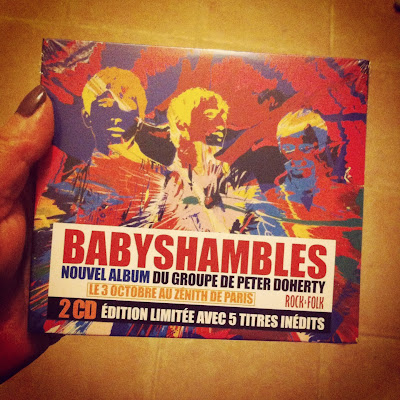 BABYSHAMBLES
NOUVEL ALBUM DU GROUPE DE PETER DOHERTY
LE 3 OCTOBRE AU ZÉNITH DE PARIS
ROCK & FOLK
2 CD ÉDITION LIMITÉE AVEC 5 TITRES INÉDITS